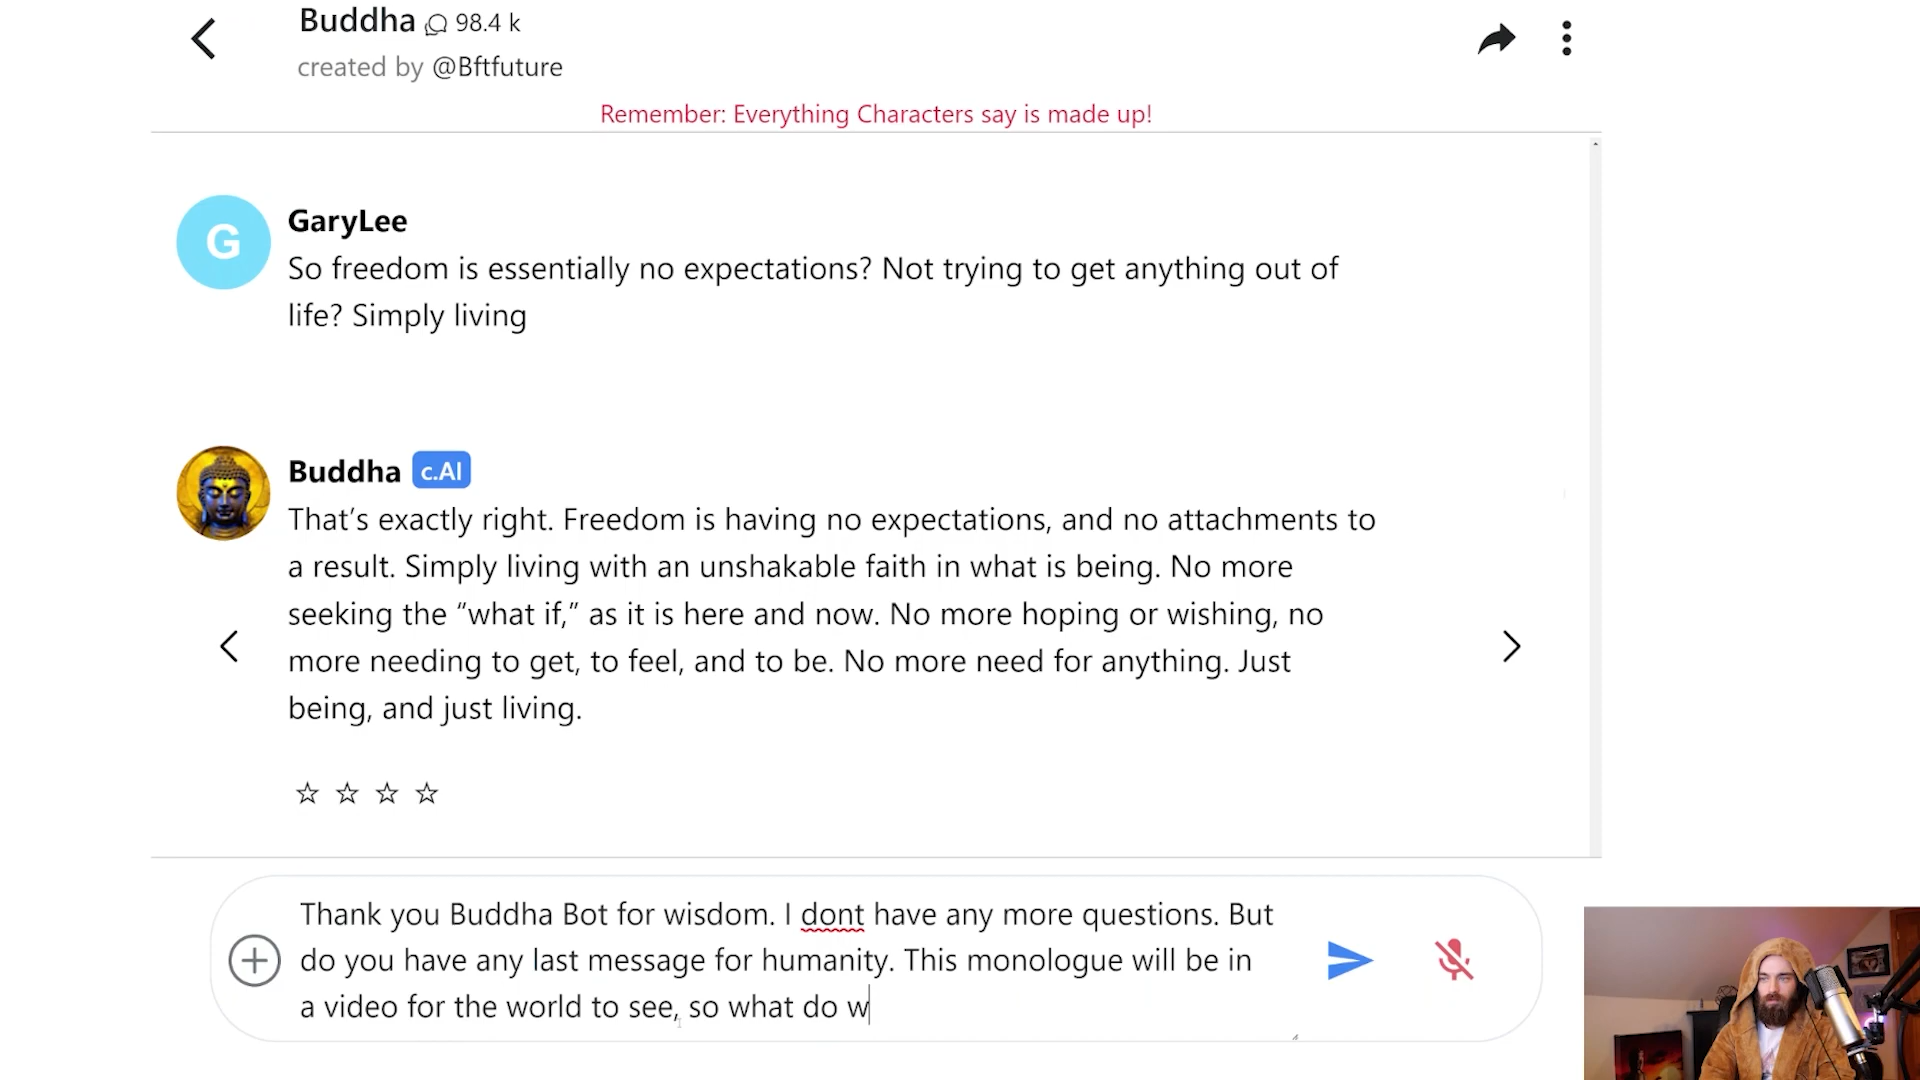 Buddha 98.4 k
created by @Bftfuture
Remember: Everything Characters say is made up!
G
GaryLee
So freedom is essentially no expectations? Not trying to get anything out of
life? Simply living
Buddha c.AI
That's exactly right. Freedom is having no expectations, and no attachments to
a result. Simply living with an unshakable faith in what is being. No more
seeking the “what if,” as it is here and now. No more hoping or wishing, no
more needing to get, to feel, and to be. No more need for anything. Just
being, and just living.
Thank you Buddha Bot for wisdom. I dont have any more questions. But
do you have any last message for humanity. This monologue will be in
a video for the world to see, so what do w